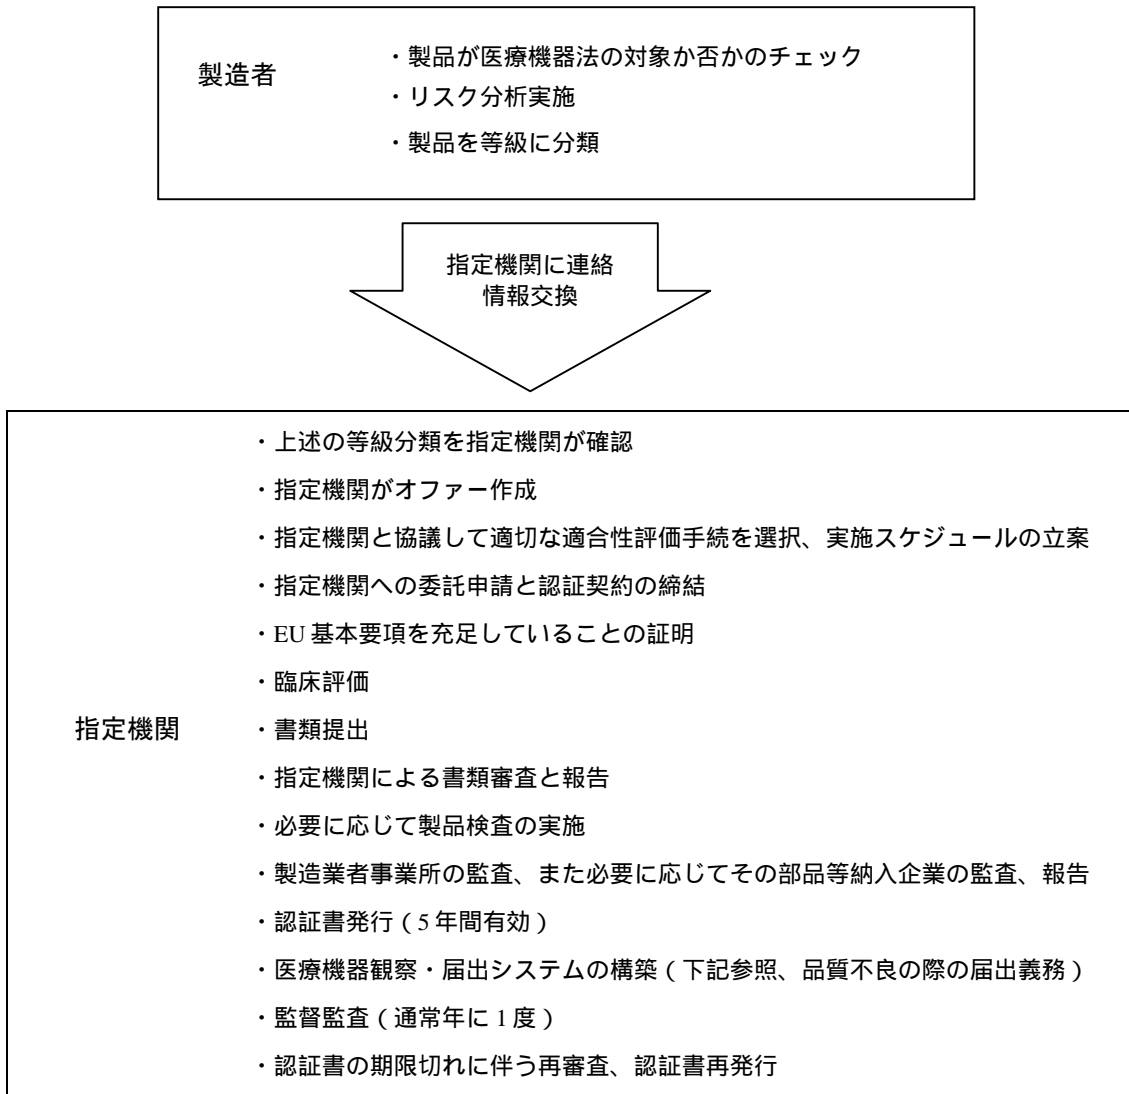 製造者
・製品が医療機器法の対象か否かのチェック
・リスク分析実施
・製品を等級に分類
指定機関に連絡
情報交換
指定機関
・上述の等級分類を指定機関が確認
・指定機関がオファー作成
・指定機関と協議して適切な適合性評価手続を選択、実施スケジュールの立案
・指定機関への委託申請と認証契約の締結
・EU 基本要項を充足していることの証明
・臨床評価
・書類提出
・指定機関による書類審査と報告
・必要に応じて製品検査の実施
・製造業者事業所の監査、また必要に応じてその部品等納入企業の監査、報告
・認証書発行（5 年間有効）
・医療機器観察・届出システムの構築（下記参照、品質不良の際の届出義務）
・監督監査（通常年に 1 度）
・認証書の期限切れに伴う再審査、認証書再発行